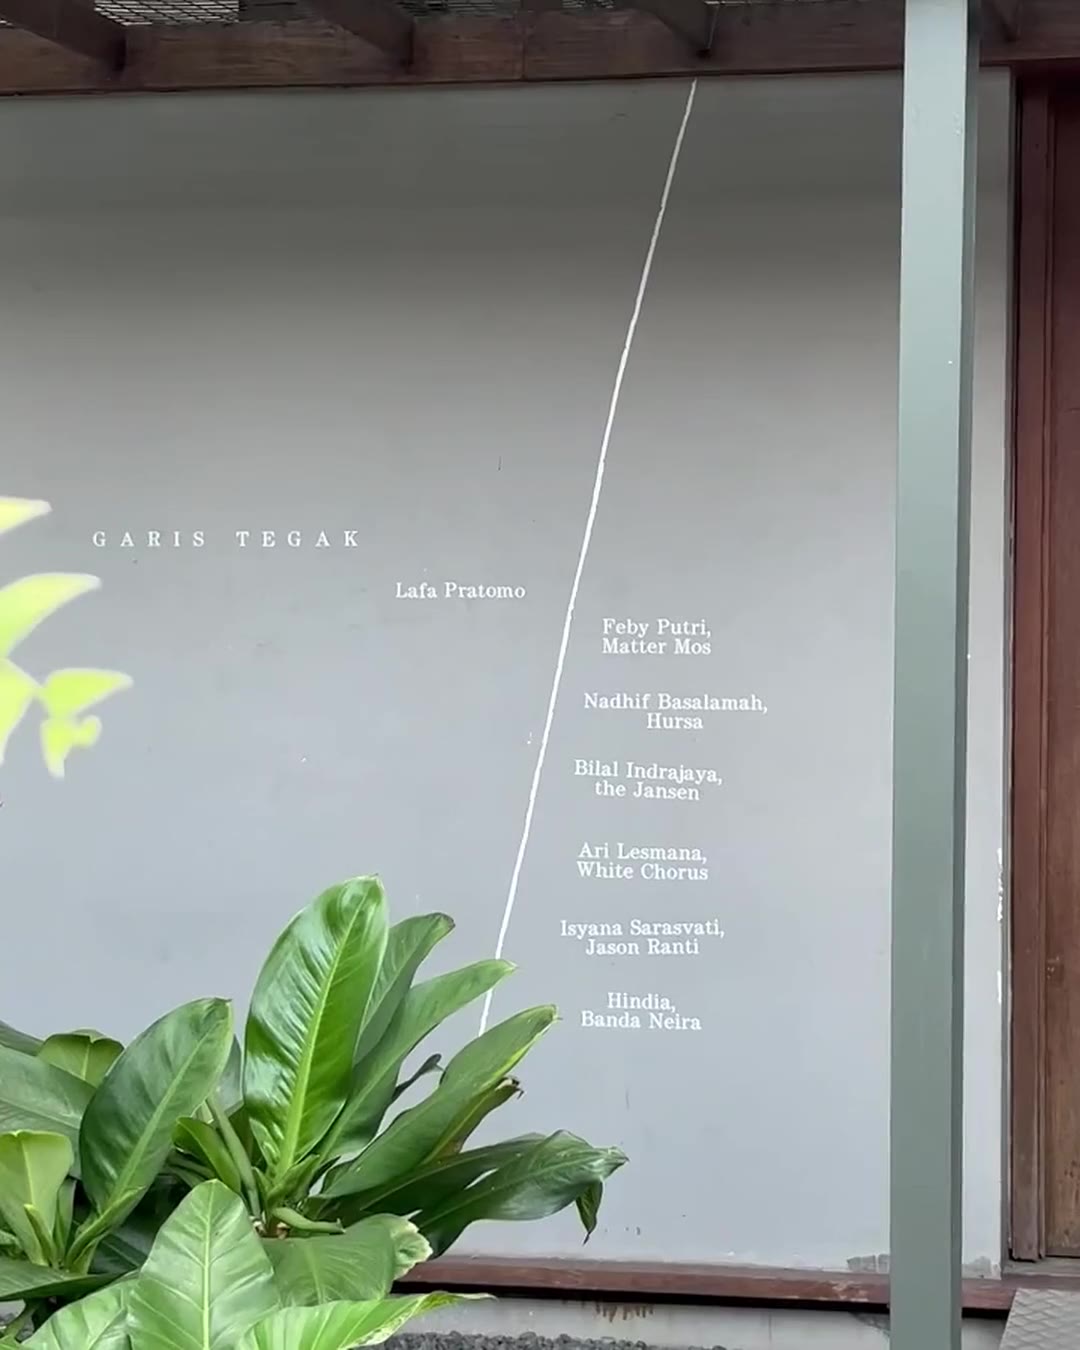 GARIS TEGAK
Lafa Pratomo
Feby Putri,
Matter Mos
Nadhif Basalamah,
Hursa
Bilal Indrajaya,
the Jansen
Ari Lesmana,
White Chorus
Isyana Sarasvati,
Jason Ranti
Hindia,
Banda Neira